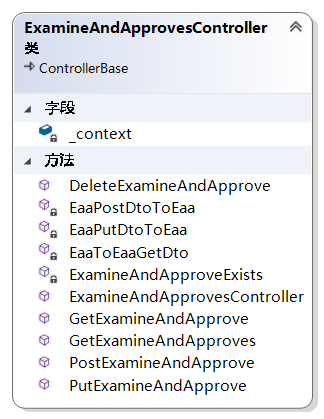 ExamineAndApprovesController
类
ControllerBase
字段
_context
方法
DeleteExamineAndApprove
EaaPostDtoToEaa
EaaPutDtoToEaa
EaaToEaaGetDto
ExamineAndApproveExists
ExamineAndApprovesController
GetExamineAndApprove
GetExamineAndApproves
PostExamineAndApprove
PutExamineAndApprove